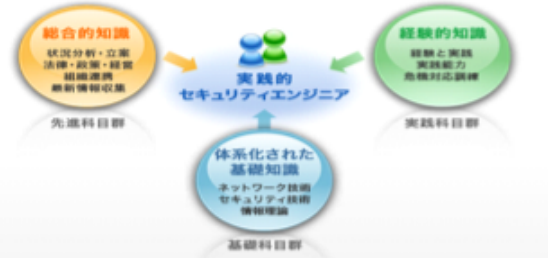 総合的知識
状況分析・立案
法律・政策・経営
組織連携
最新情報収集
先進科目群
実践的
セキュリティエンジニア
経験的知識
経験と実践
実践能力
危機対応訓練
実践科目群
体系化された
基礎知識
ネットワーク技術
セキュリティ技術
情報理論
基礎科目群